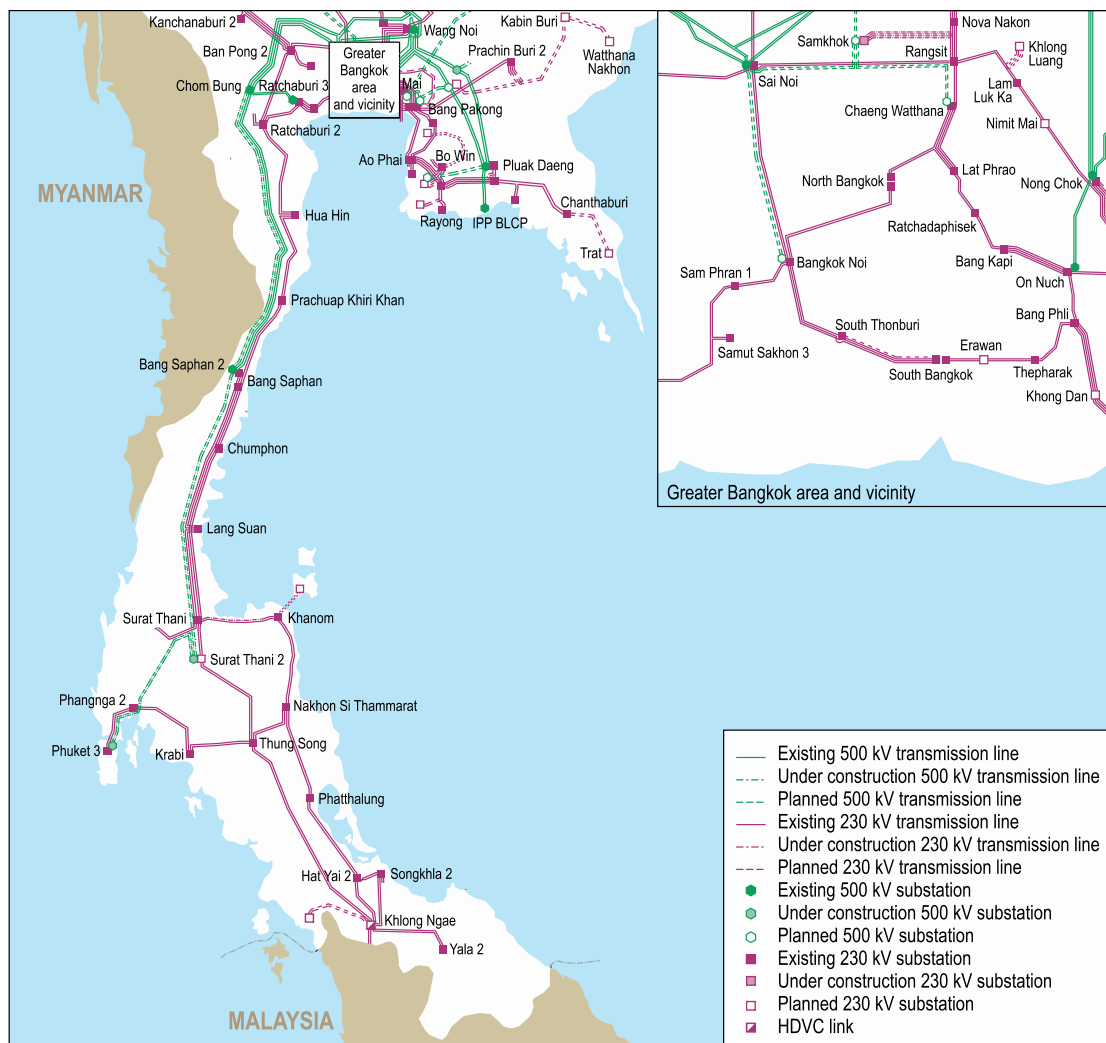 Kanchanaburi 2
Ban Pong 2
Chom Bung
Ratchaburi 3
Ratchaburi 2
Greater
Bangkok
area
and vicinity
Wang Noi
Prachin Buri 2
Kabin Buri
Watthana
Nakhon
Mai
Bang Pakong
Ao Phai
Bo Win
Pluak Daeng
Rayong
IPP BLCP
Chanthaburi
Trat
MYANMAR
Hua Hin
Prachuap Khiri Khan
Bang Saphan 2
Bang Saphan
Chumphon
Lang Suan
Surat Thani
Khanom
Surat Thani 2
Phangnga 2
Nakhon Si Thammarat
Phuket 3
Krabi
Thung Song
Phatthalung
Hat Yai 2
Songkhla 2
Khlong Ngae
Yala 2
MALAYSIA
Nova Nakon
Samkhok
Rangsit
Khlong
Luang
Sai Noi
Lam
Luk Ka
Chaeng Watthana
Nimit Mai
Lat Phrao
North Bangkok
Nong Chok
Ratchadaphisek
Bang Kapi
Bangkok Noi
On Nuch
Sam Phran 1
Bang Phli
South Thonburi
Samut Sakhon 3
Erawan
South Bangkok
Thepharak
Khong Dan
Greater Bangkok area and vicinity
Existing 500 kV transmission line
Under construction 500 kV transmission line
Planned 500 kV transmission line
Existing 230 kV transmission line
Under construction 230 kV transmission line
Planned 230 kV transmission line
Existing 500 kV substation
Under construction 500 kV substation
Planned 500 kV substation
Existing 230 kV substation
Under construction 230 kV substation
Planned 230 kV substation
HDVC link